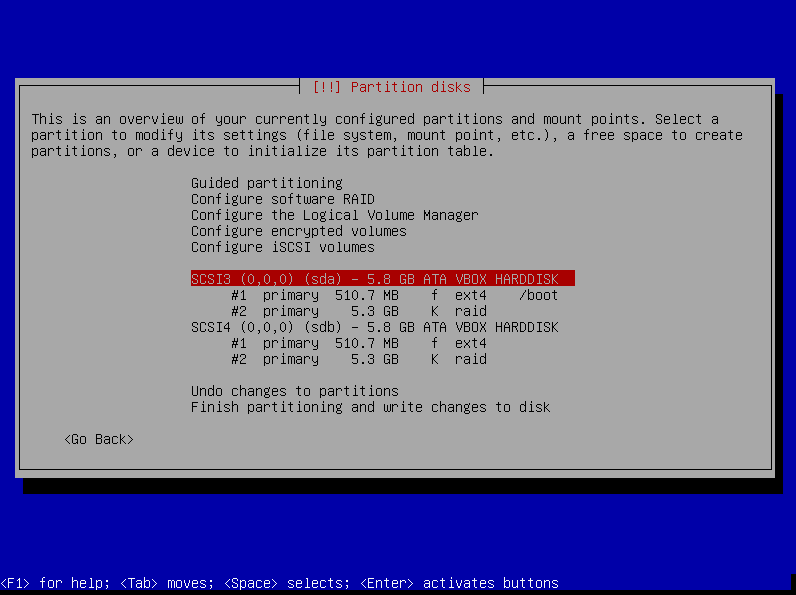 [!!] Partition disks
This is an overview of your currently configured partitions and mount points. Select a
partition to modify its settings (file system, mount point, etc.), a free space to create
partitions, or a device to initialize its partition table.
Guided partitioning
Configure software RAID
Configure the Logical Volume Manager
Configure encrypted volumes
Configure iSCSI volumes
SCSI3 (0,0,0) (sda) - 5.8 GB ATA VBOX HARDDISK
#1 primary 510.7 MB f ext4 /boot
#2 primary 5.3 GB K raid
SCSI4 (0,0,0) (sdb) - 5.8 GB ATA VBOX HARDDISK
#1 primary 510.7 MB f ext4
#2 primary 5.3 GB K raid
Undo changes to partitions
Finish partitioning and write changes to disk
<Go Back>
<F1> for help; <Tab> moves; <Space> selects; <Enter> activates buttons